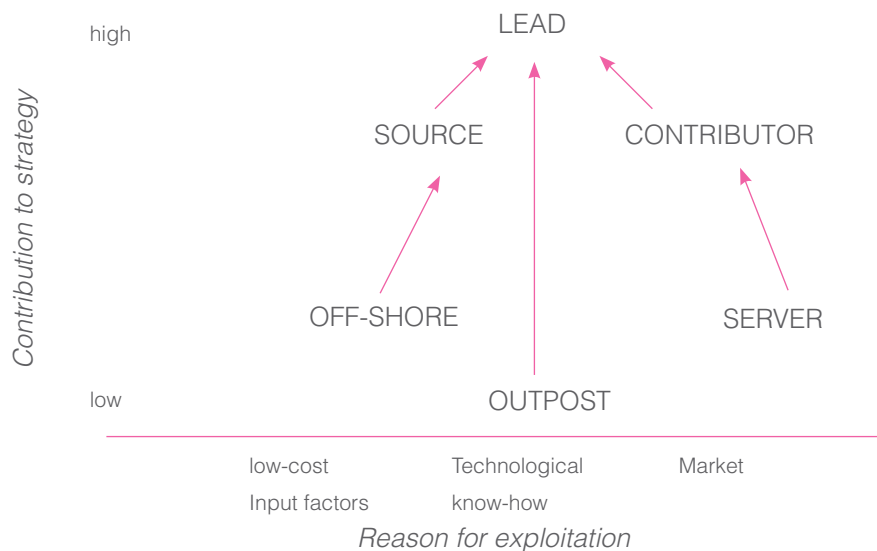 LEAD
high
SOURCE
CONTRIBUTOR
Contribution to strategy
OFF-SHORE
SERVER
low
OUTPOST
low-cost
Technological
Market
Input factors
know-how
Reason for exploitation